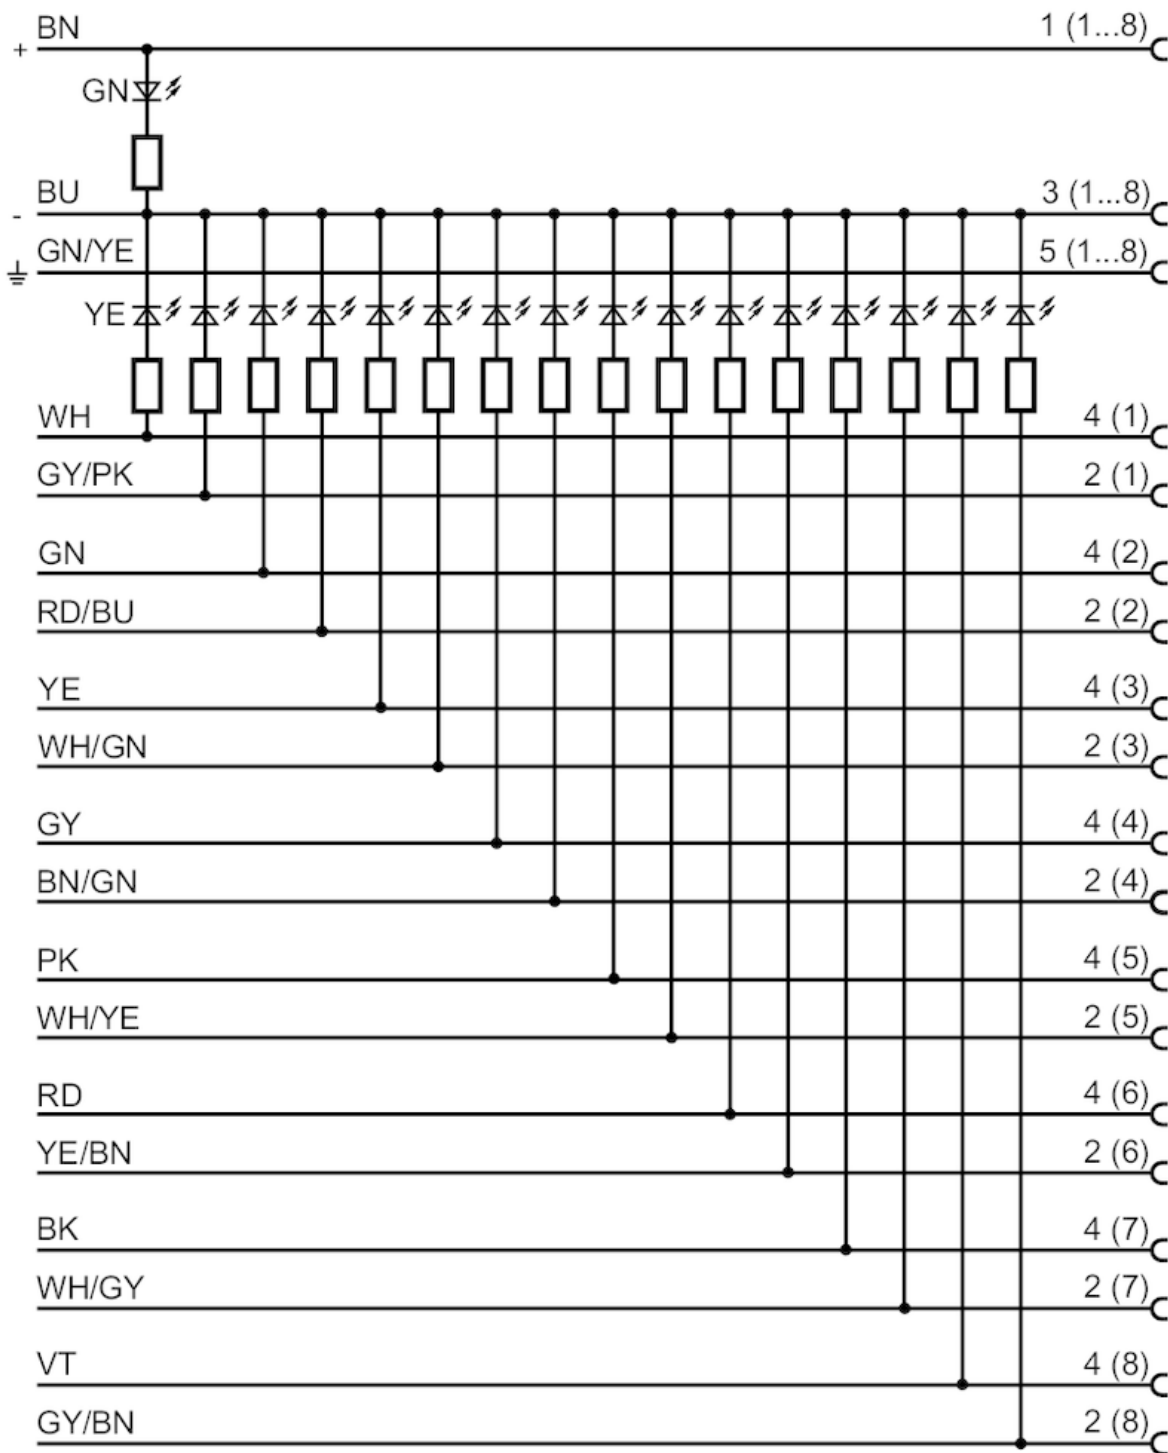 BN 1 (1...8)
+
GN
BU 3 (1...8)
-
GN/YE 5 (1...8)
YE
WH 4 (1)
GY/PK 2 (1)
GN 4 (2)
RD/BU 2 (2)
YE 4 (3)
WH/GN 2 (3)
GY 4 (4)
BN/GN 2 (4)
PK 4 (5)
WH/YE 2 (5)
RD 4 (6)
YE/BN 2 (6)
BK 4 (7)
WH/GY 2 (7)
VT 4 (8)
GY/BN 2 (8)